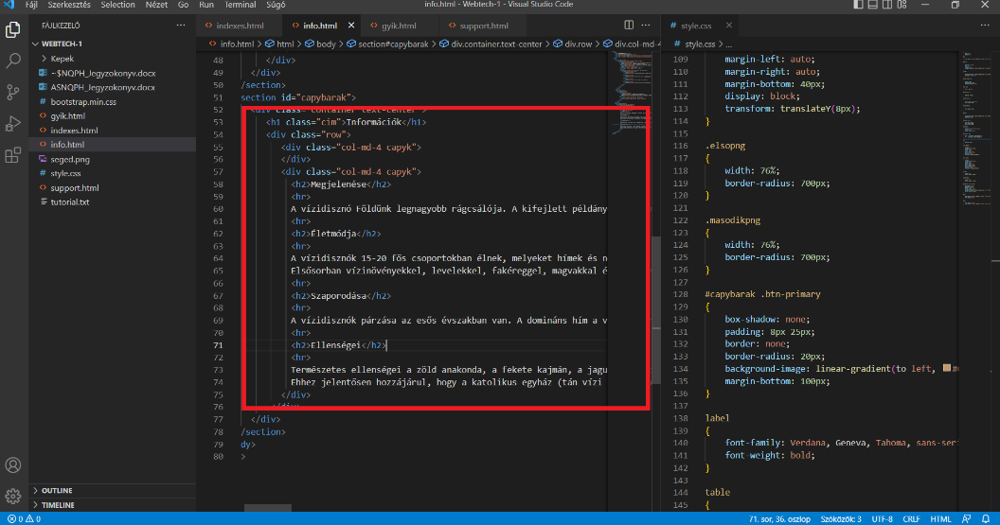 Fájl Szerkesztés Selection Nézet Go Run Terminal Súgó
info.html - Webtech-1 - Visual Studio Code
FÁJLKEZELŐ ...
WEBTECH-1
> Kepek
~$NQPH_Jegyzokonyv.docx
ASNQPH_Jegyzokonyv.docx
# bootstrap.min.css
<> gyik.html
<> indexes.html
<> info.html
seged.png
# style.css
<> support.html
tutorial.txt
> OUTLINE
> TIMELINE
<> indexes.html
<> info.html ×
<> gyik.html
<> support.html
...
<> info.html > html > body > section#capybarak > div.container.text-center > div.row > div.col-md-4
48 </div>
49 </div>
50 /section>
51 section id="capybarak">
52 <div class="container text-center">
53 <h1 class="cim">Információk</h1>
54 <div class="row">
55 <div class="col-md-4 capyk">
56 </div>
57 <div class="col-md-4 capyk">
58 <h2>Megjelenése</h2>
59 <hr>
60 A vízidisznó Földünk legnagyobb rágcsálója. A kifejlett példány
61 <hr>
62 <h2>Életmódja</h2>
63 <hr>
64 A vízidisznók 15-20 fős csoportokban élnek, melyeket hímek és n
65 Elsősorban vízinövényekkel, levelekkel, fakéreggel, magvakkal é
66 <hr>
67 <h2>Szaporodása</h2>
68 <hr>
69 A vízidisznók párzása az esős évszakban van. A domináns hím a v
70 <hr>
71 <h2>Ellenségei</h2>
72 <hr>
73 Természetes ellenségei a zöld anakonda, a fekete kajmán, a jagu
74 Ehhez jelentősen hozzájárul, hogy a katolikus egyház (tán vízi
75 </div>
76 </div>
77 </div>
78 /section>
79 dy>
80 >
# style.css ×
...
# style.css > ...
109 margin-left: auto;
110 margin-right: auto;
111 margin-bottom: 40px;
112 display: block;
113 transform: translateY(8px);
114 }
115
116 .elsopng
117 {
118 width: 76%;
119 border-radius: 700px;
120 }
121
122 .masodikpng
123 {
124 width: 76%;
125 border-radius: 700px;
126 }
127
128 #capybarak .btn-primary
129 {
130 box-shadow: none;
131 padding: 8px 25px;
132 border: none;
133 border-radius: 20px;
134 background-image: linear-gradient(to left, #
135 margin-bottom: 100px;
136 }
137
138 label
139 {
140 font-family: Verdana, Geneva, Tahoma, sans-ser
141 font-weight: bold;
142 }
143
144 table
145 {
0 0
71. sor, 36. oszlop Szóközök: 3 UTF-8 CRLF HTML